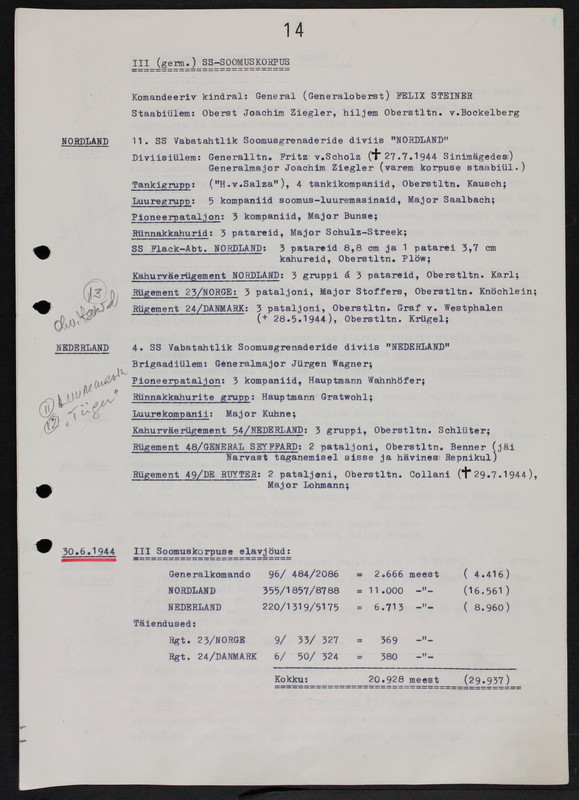 14
III (germ.) SS-SOOMUSKORPUS
Komandeeriv kindral: General (Generaloberst) FELIX STEINER
Staabiülem: Oberst Joachim Ziegler, hiljem Oberstltn. v.Bockelberg
NORDLAND 11. SS Vabatahtlik Soomusgrenaderide diviis "NORDLAND"
Diviisiülem: Generalltn. Fritz v.Scholz (✝ 27.7.1944 Sinimägedes)
Generalmajor Joachim Ziegler (varem korpuse staabiül.)
Tankigrupp: ("H.v.Salza"), 4 tankikompaniid, Oberstltn. Kausch;
Luuregrupp: 5 kompaniid soomus-luuremasinaid, Major Saalbach;
Pioneerpataljon: 3 kompaniid, Major Bunse;
Rünnakkahurid: 3 patareid, Major Schulz-Streek;
SS Flack-Abt. NORDLAND: 3 patareid 8,8 cm ja 1 patarei 3,7 cm
kahureid, Oberstltn. Plöw;
Kahurväerügement NORDLAND: 3 gruppi á 3 patareid, Oberstltn. Karl;
13
Rügement 23/NORGE: 3 pataljoni, Major Stoffers, Oberstltn. Knöchlein;
Rügement 24/DANMARK: 3 pataljoni, Oberstltn. Graf v. Westphalen
(+ 28.5.1944), Oberstltn. Krügel;
NEDERLAND 4. SS Vabatahtlik Soomusgrenaderide diviis "NEDERLAND"
Brigaadiülem: Generalmajor Jürgen Wagner;
Pioneerpataljon: 3 kompaniid, Hauptmann Wahnhöfer;
Rünnakkahurite grupp: Hauptmann Gratwohl;
11
12 "Tiiger"
Luurekompanii: Major Kuhne;
Kahurväerügement 54/NEDERLAND: 3 gruppi, Oberstltn. Schlüter;
Rügement 48/GENERAL SEYFFARD: 2 pataljoni, Oberstltn. Benner (jäi
Narvast taganemisel sisse ja hävines Repnikul)
Rügement 49/DE RUYTER: 2 pataljoni, Oberstltn. Collani (✝ 29.7.1944),
Major Lohmann;
30.6.1944 III Soomuskorpuse elavjõud:
Generalkomando 96/ 484/2086 = 2.666 meest ( 4.416)
NORDLAND 355/1857/8788 = 11.000 -"- (16.561)
NEDERLAND 220/1319/5175 = 6.713 -"- ( 8.960)
Täiendused:
Rgt. 23/NORGE 9/ 33/ 327 = 369 -"-
Rgt. 24/DANMARK 6/ 50/ 324 = 380 -"-
Kokku: 20.928 meest (29.937)